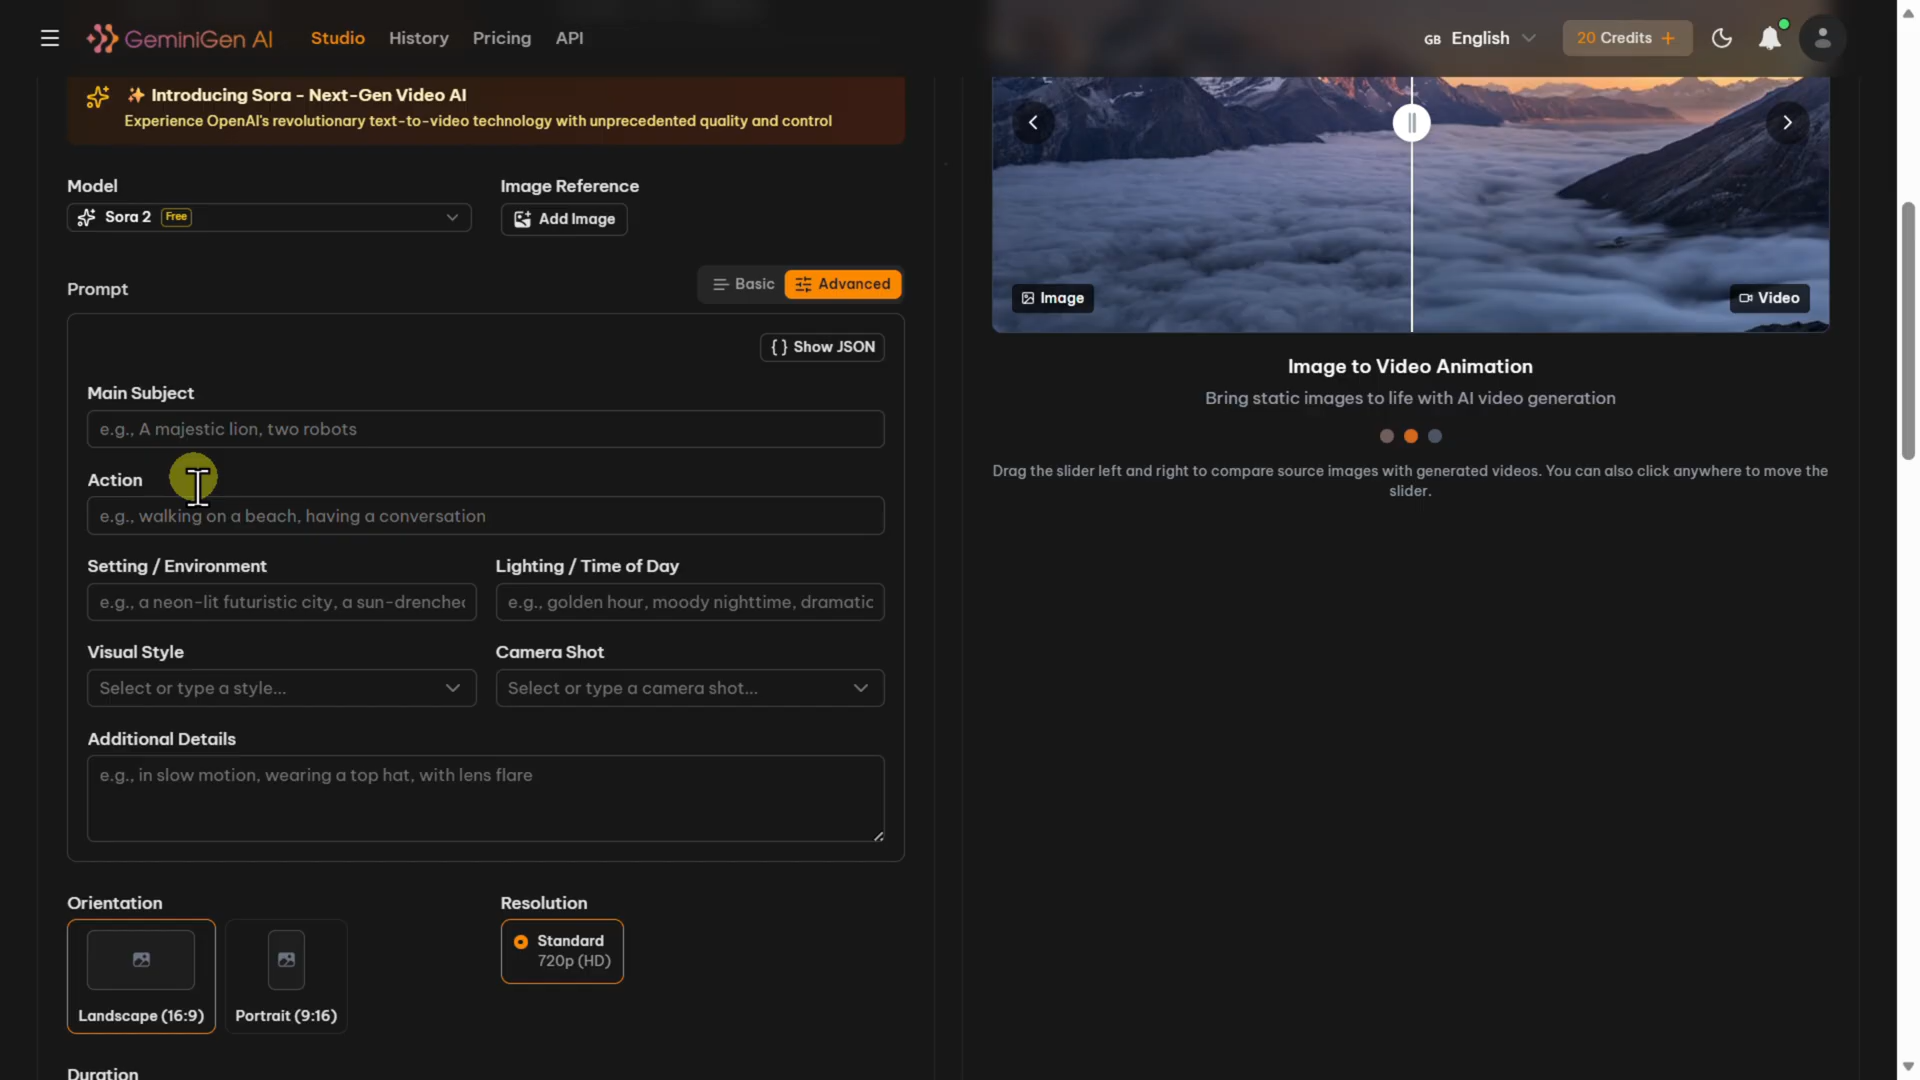 GeminiGen AI
Studio
History
Pricing
API
GB English
20 Credits +
✨ Introducing Sora - Next-Gen Video AI
Experience OpenAI's revolutionary text-to-video technology with unprecedented quality and control
Model
Image Reference
Sora 2 Free
Add Image
Prompt
Basic
Advanced
{ } Show JSON
Main Subject
e.g., A majestic lion, two robots
Action
e.g., walking on a beach, having a conversation
Setting / Environment
Lighting / Time of Day
e.g., a neon-lit futuristic city, a sun-drenched
e.g., golden hour, moody nighttime, dramatic
Visual Style
Camera Shot
Select or type a style...
Select or type a camera shot...
Additional Details
e.g., in slow motion, wearing a top hat, with lens flare
Orientation
Resolution
Standard
720p (HD)
Landscape (16:9)
Portrait (9:16)
Duration
Image
Video
Image to Video Animation
Bring static images to life with AI video generation
Drag the slider left and right to compare source images with generated videos. You can also click anywhere to move the
slider.